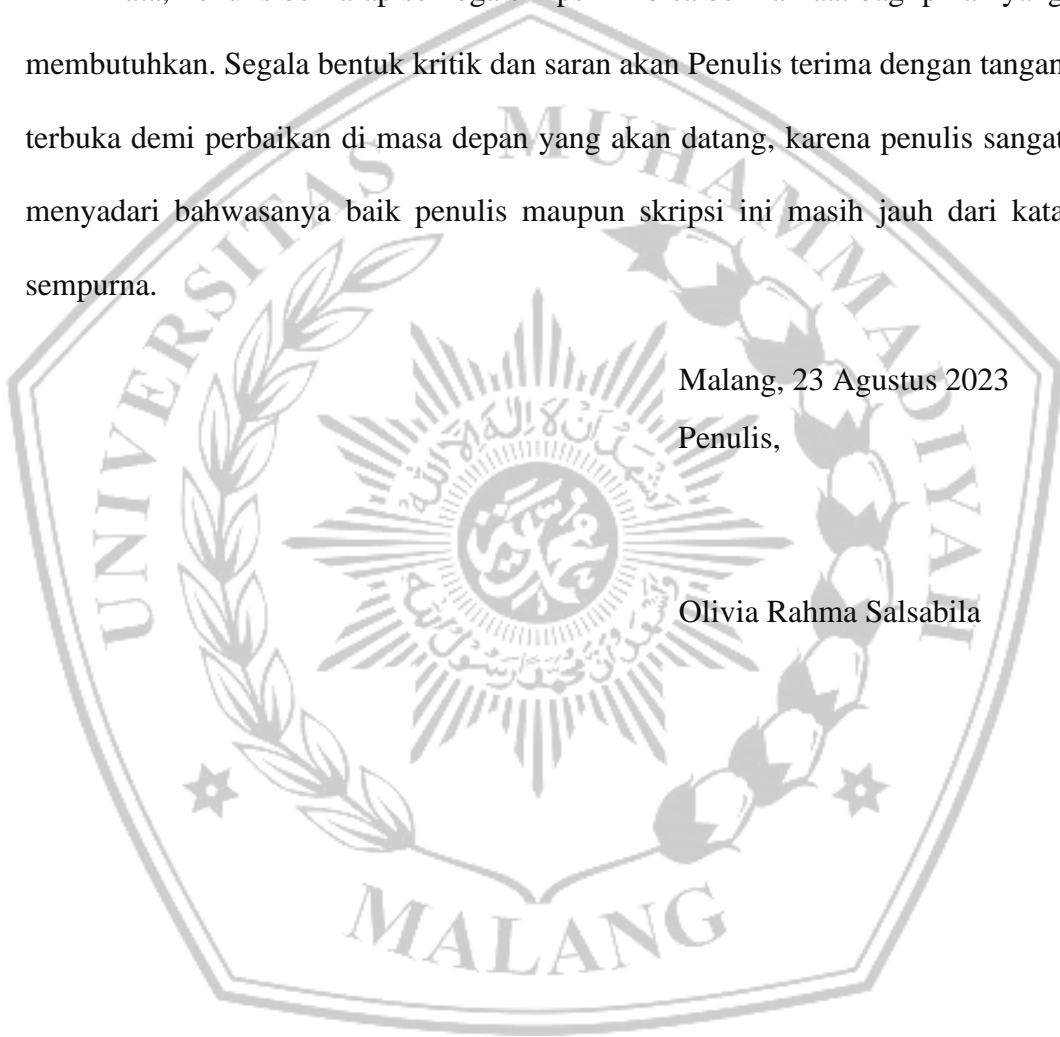 membutuhkan. Segala bentuk kritik dan saran akan Penulis terima dengan tangan
terbuka demi perbaikan di masa depan yang akan datang, karena penulis sangat
menyadari bahwasanya baik penulis maupun skripsi ini masih jauh dari kata
sempurna.
Malang, 23 Agustus 2023
Penulis,
Olivia Rahma Salsabila
UNIVERSITAS MUHAMMADIYAH
MALANG